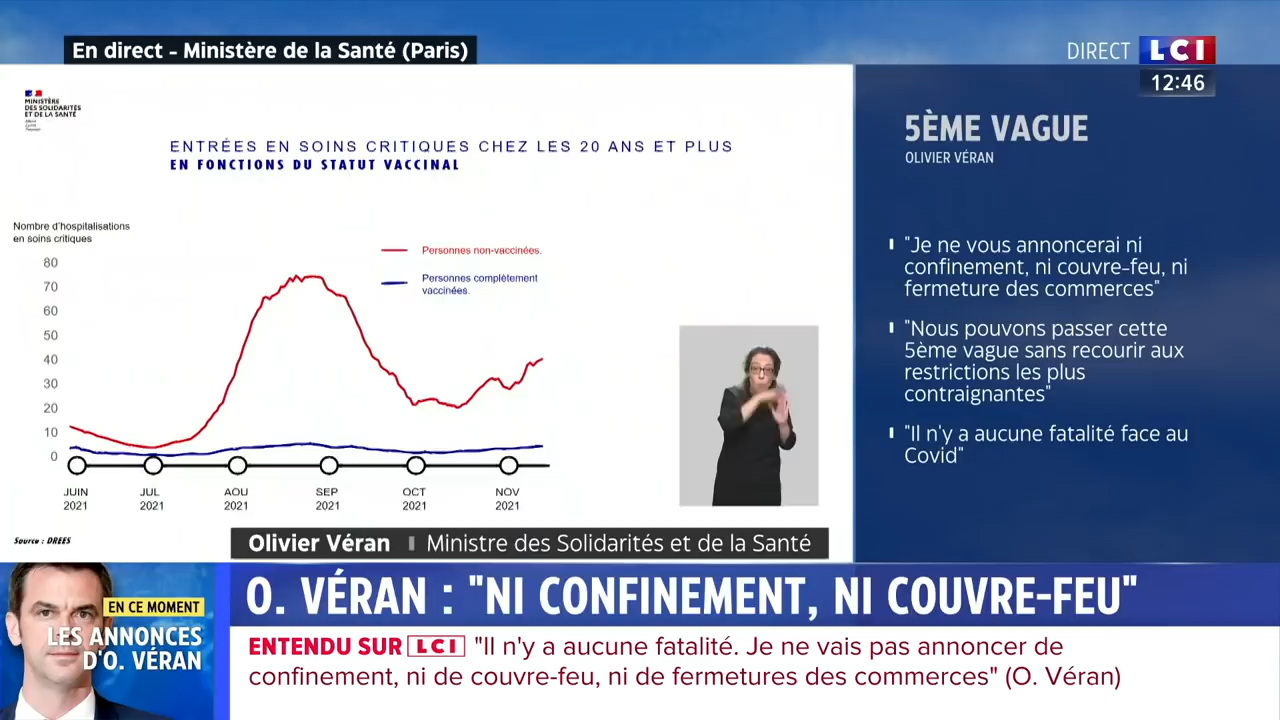 En direct - Ministère de la Santé (Paris)
DIRECT LCI
12:46
MINISTÈRE
DES SOLIDARITÉS
ET DE LA SANTÉ
ENTRÉES EN SOINS CRITIQUES CHEZ LES 20 ANS ET PLUS
EN FONCTIONS DU STATUT VACCINAL
Nombre d'hospitalisations
en soins critiques
Personnes non-vaccinées.
Personnes complètement
vaccinées.
80
70
60
50
40
30
20
10
0
JUIN
2021
JUL
2021
AOU
2021
SEP
2021
OCT
2021
NOV
2021
Source : DREES
5ÈME VAGUE
OLIVIER VÉRAN
"Je ne vous annoncerai ni
confinement, ni couvre-feu, ni
fermeture des commerces"
"Nous pouvons passer cette
5ème vague sans recourir aux
restrictions les plus
contraignantes"
"Il n'y a aucune fatalité face au
Covid"
Olivier Véran Ministre des Solidarités et de la Santé
EN CE MOMENT
LES ANNONCES
D'O. VÉRAN
O. VÉRAN : "NI CONFINEMENT, NI COUVRE-FEU"
ENTENDU SUR LCI "Il n'y a aucune fatalité. Je ne vais pas annoncer de
confinement, ni de couvre-feu, ni de fermetures des commerces" (O. Véran)